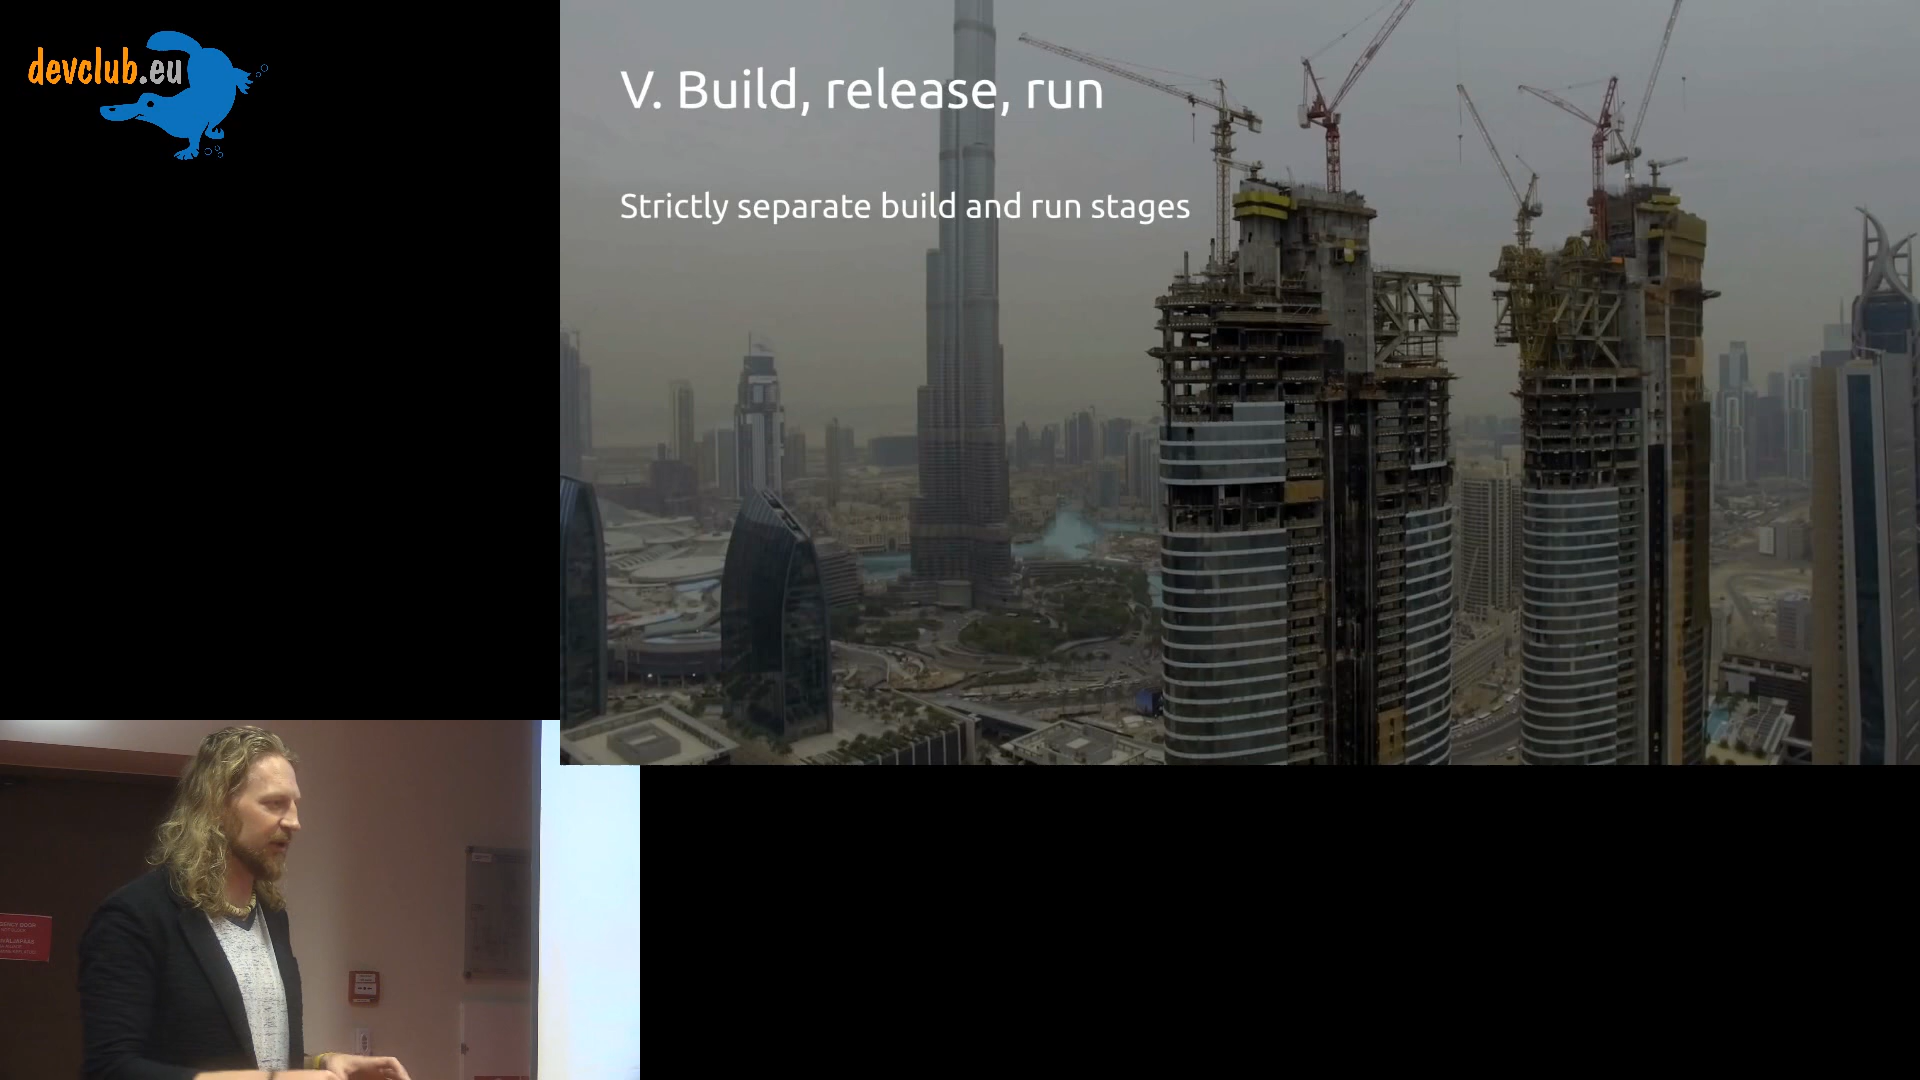 devclub.eu
V. Build, release, run
Strictly separate build and run stages